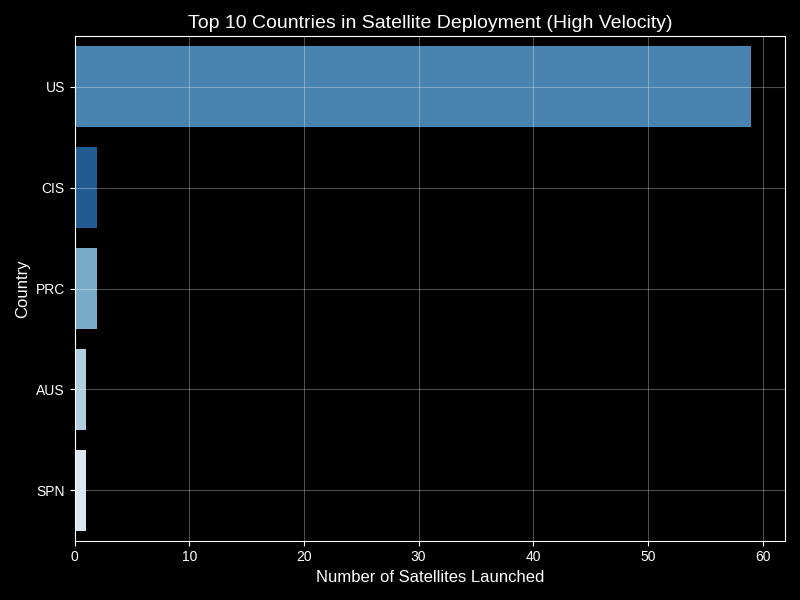 Top 10 Countries in Satellite Deployment (High Velocity)
US
CIS
PRC
AUS
SPN
Country
0 10 20 30 40 50 60
Number of Satellites Launched